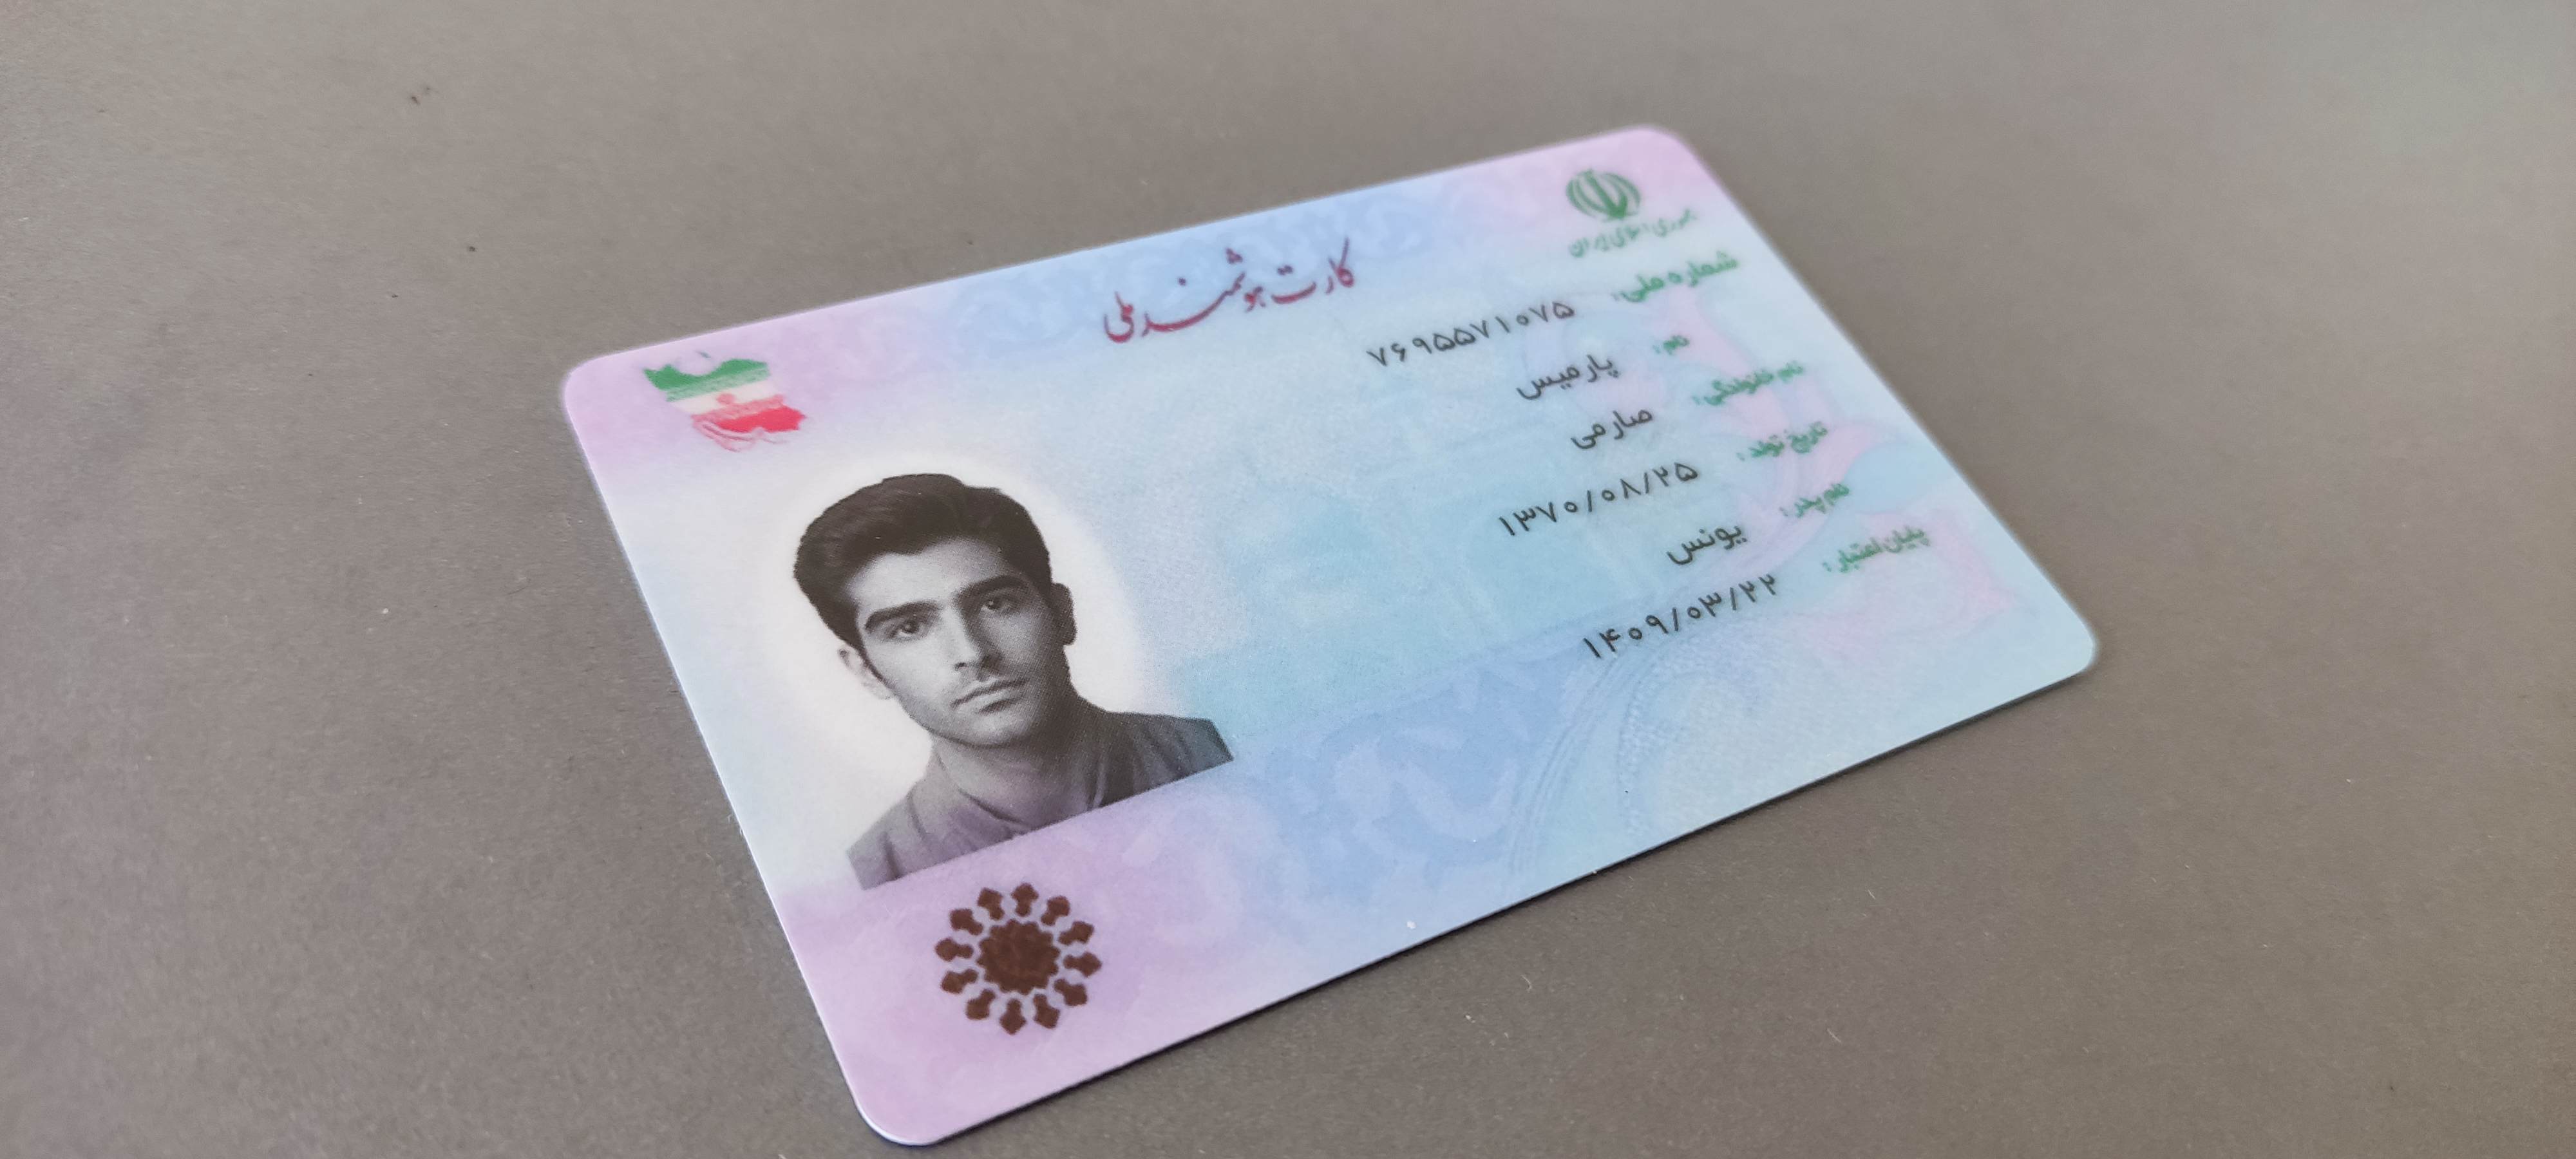 جمهوری اسلامی ایران
کارت هوشمند ملی
شماره ملی: ۷۶۹۵۵۷۱۰۷۵
نام: پارمیس
نام خانوادگی: صارمی
تاریخ تولد: ۱۳۷۰/۰۸/۲۵
نام پدر: یونس
پایان اعتبار: ۱۴۰۹/۰۳/۲۲